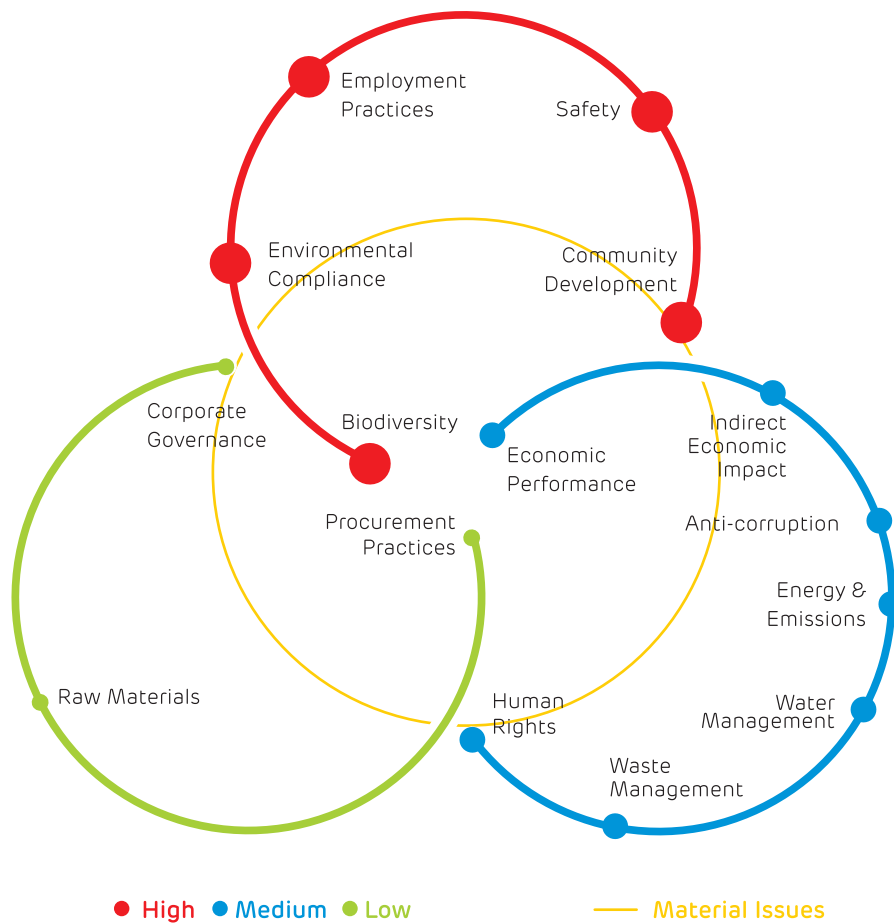 Employment
Practices
Safety
Environmental
Compliance
Community
Development
Corporate
Governance
Biodiversity
Economic
Performance
Indirect
Economic
Impact
Procurement
Practices
Anti-corruption
Energy &
Emissions
Raw Materials
Human
Rights
Water
Management
Waste
Management
High Medium Low Material Issues